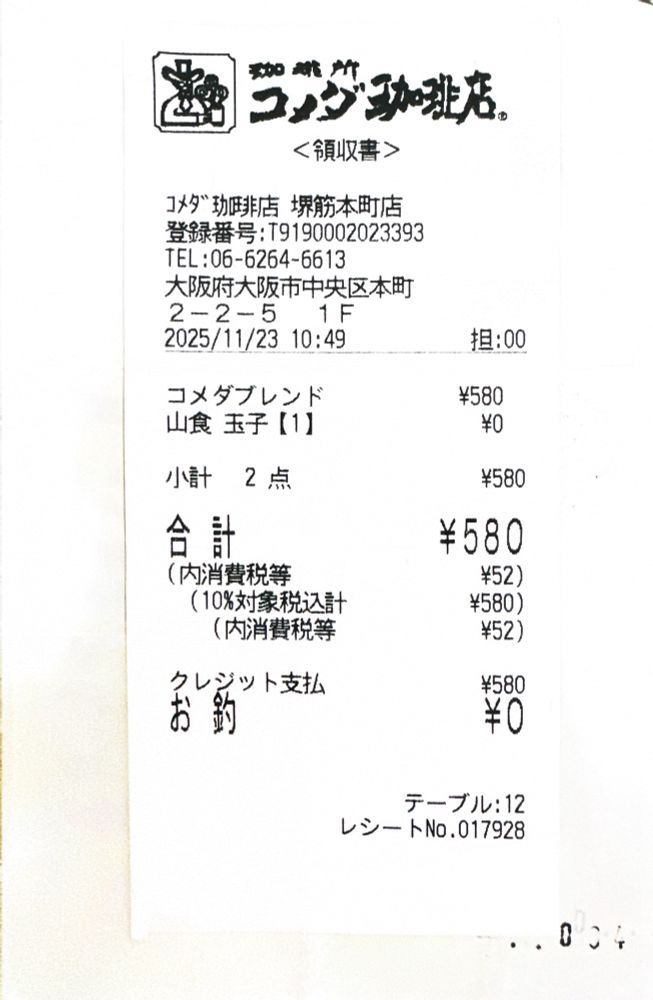 珈琲所
コメダ珈琲店®
＜領収書＞
ｺﾒﾀﾞ珈琲店 堺筋本町店
登録番号:T9190002023393
TEL:06-6264-6613
大阪府大阪市中央区本町
２－２－５　１Ｆ
2025/11/23 10:49 担:00
コメダブレンド ¥580
山食 玉子【1】 ¥0
小計 2 点 ¥580
合 計 ¥580
(内消費税等 ¥52)
(10%対象税込計 ¥580)
(内消費税等 ¥52)
クレジット支払 ¥580
お 釣 ¥0
テーブル:12
レシートNo.017928